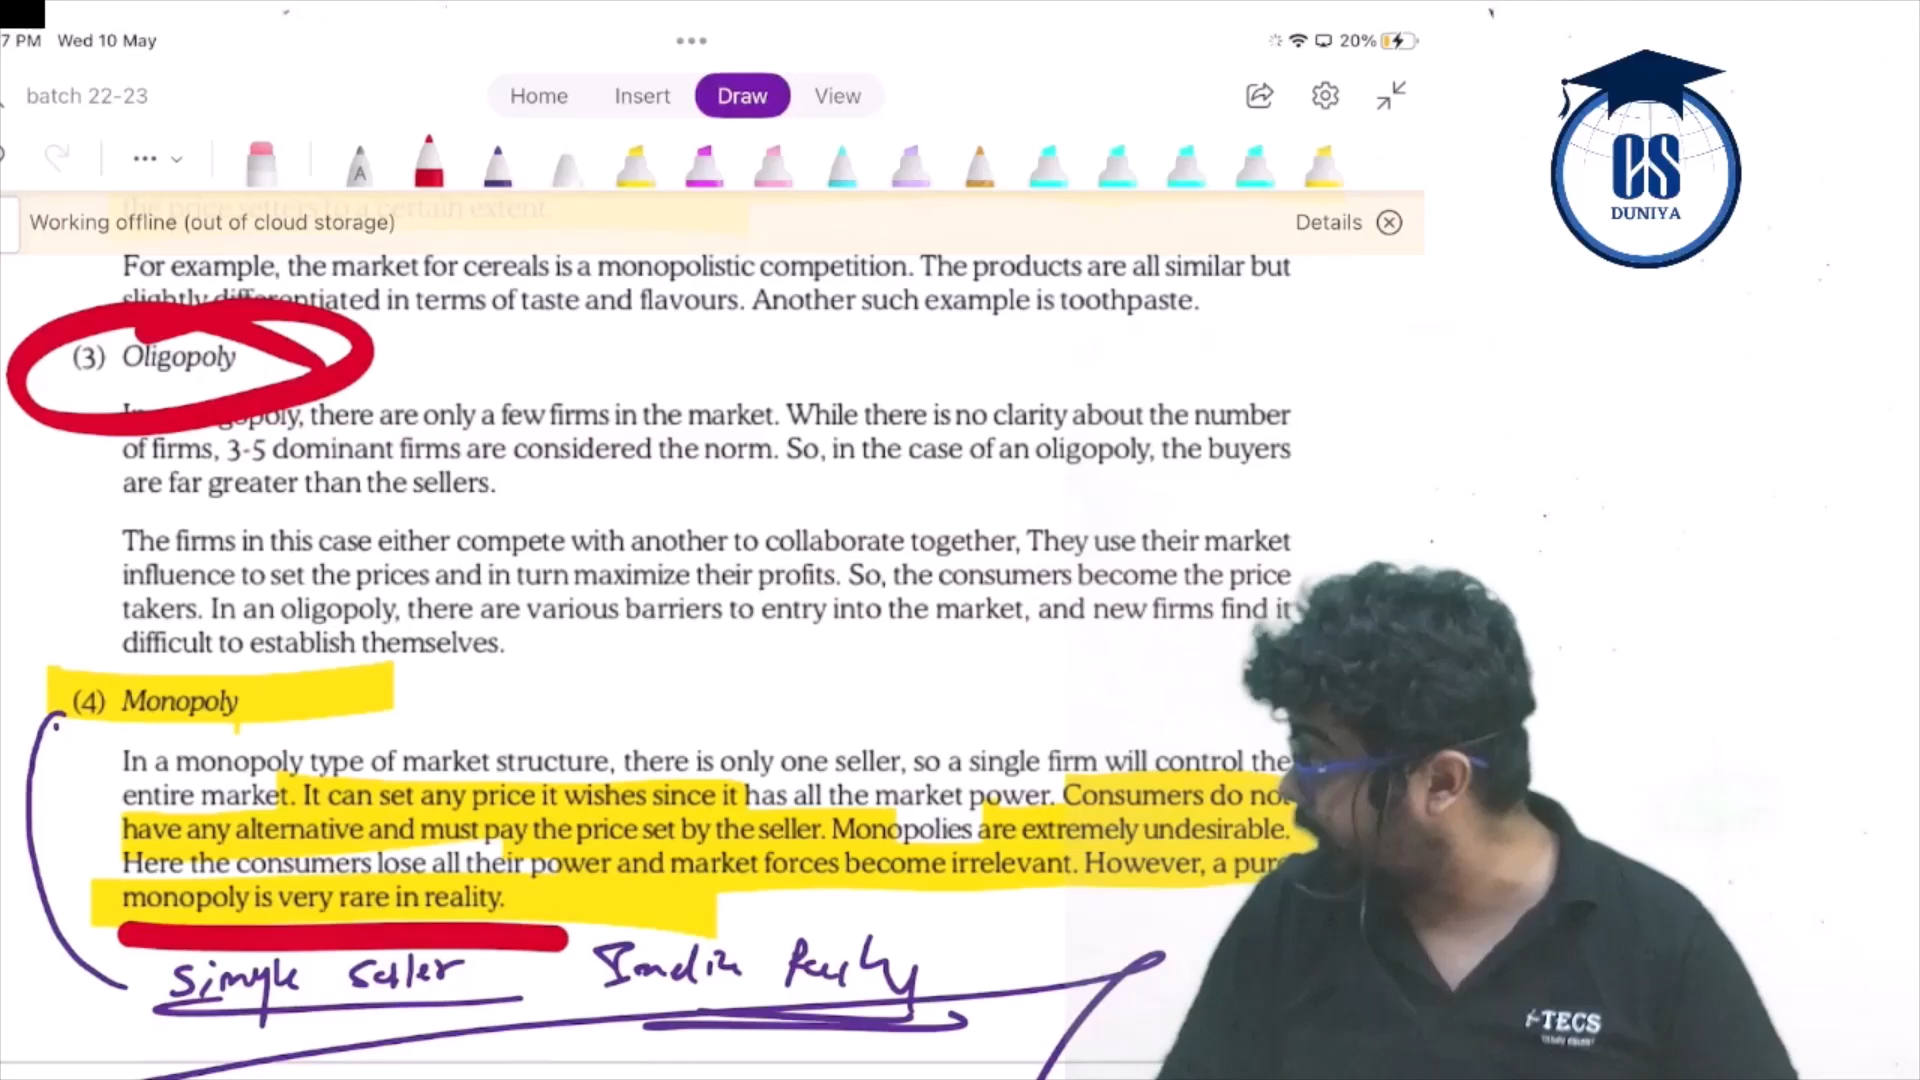 7 PM Wed 10 May
20%
batch 22-23
Home Insert Draw View
A
the price setters to a certain extent.
Working offline (out of cloud storage)
Details
CS
DUNIYA
For example, the market for cereals is a monopolistic competition. The products are all similar but
slightly differentiated in terms of taste and flavours. Another such example is toothpaste.
(3) Oligopoly
there are only a few firms in the market. While there is no clarity about the number
of firms, 3-5 dominant firms are considered the norm. So, in the case of an oligopoly, the buyers
are far greater than the sellers.
The firms in this case either compete with another to collaborate together, They use their market
influence to set the prices and in turn maximize their profits. So, the consumers become the price
takers. In an oligopoly, there are various barriers to entry into the market, and new firms find it
difficult to establish themselves.
(4) Monopoly
In a monopoly type of market structure, there is only one seller, so a single firm will control the
entire market. It can set any price it wishes since it has all the market power. Consumers do not
have any alternative and must pay the price set by the seller. Monopolies are extremely undesirable.
Here the consumers lose all their power and market forces become irrelevant. However, a pure
monopoly is very rare in reality.
Single Seller India
i-TECS